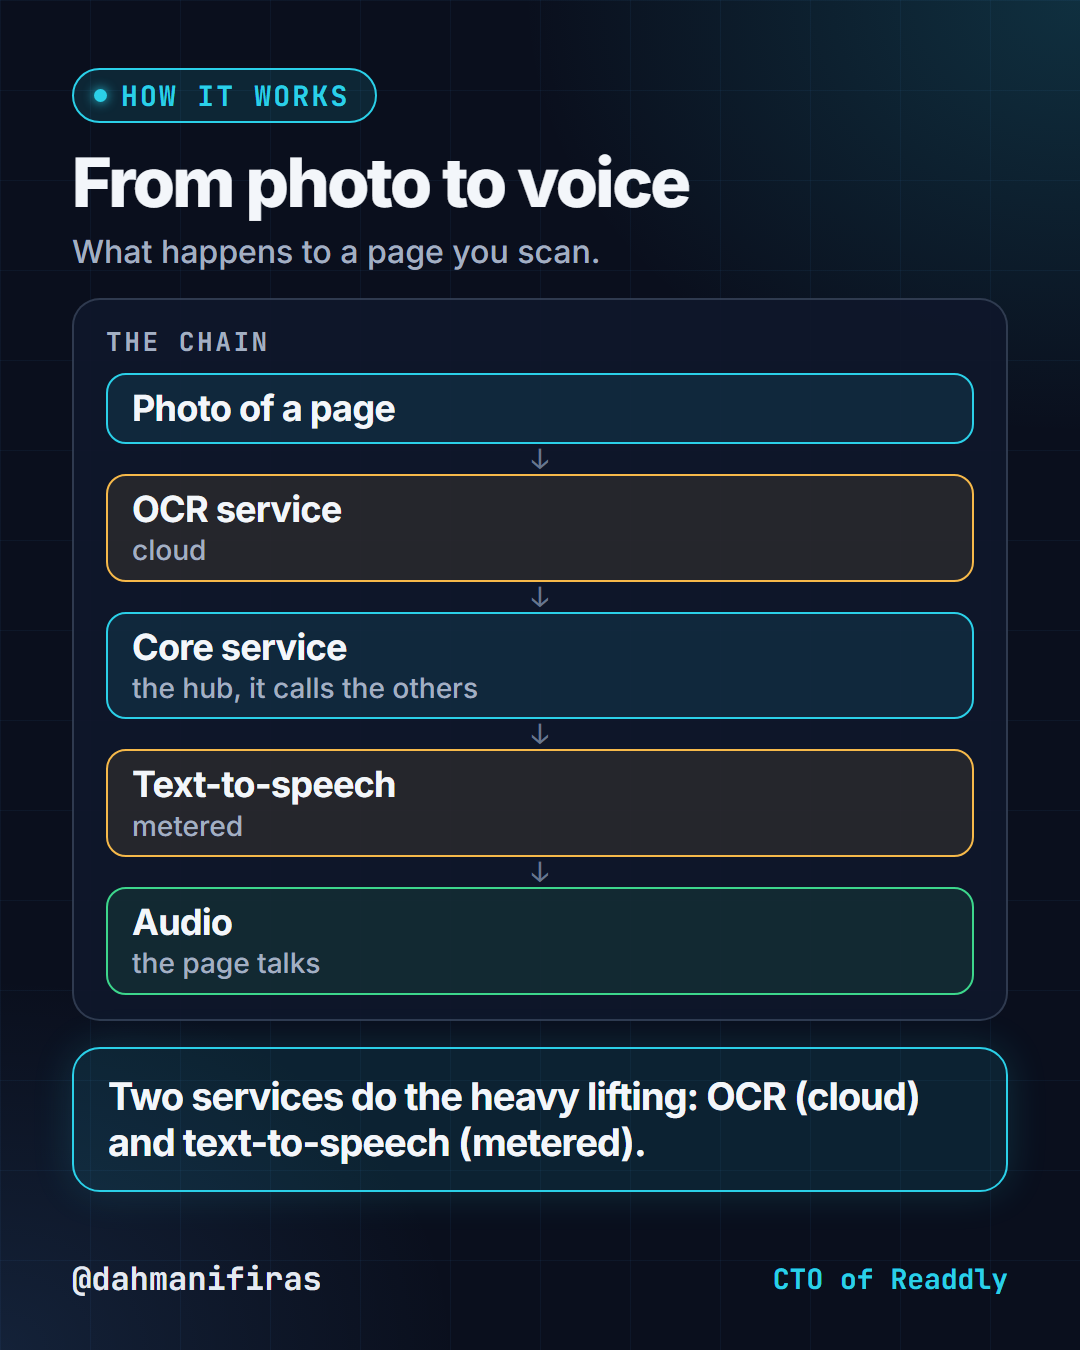 HOW IT WORKS
From photo to voice
What happens to a page you scan.
THE CHAIN
Photo of a page
↓
OCR service
cloud
↓
Core service
the hub, it calls the others
↓
Text-to-speech
metered
↓
Audio
the page talks
Two services do the heavy lifting: OCR (cloud)
and text-to-speech (metered).
@dahmanifiras
CTO of Readdly